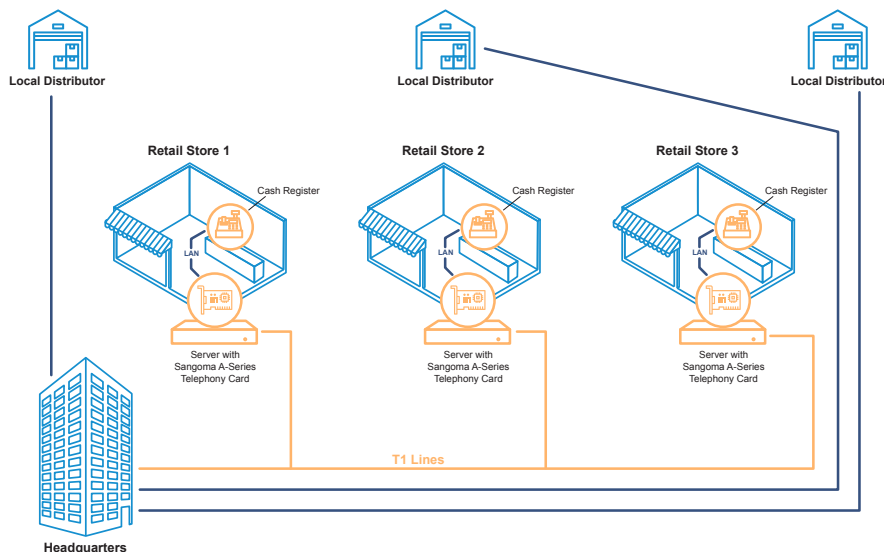 Local Distributor
Local Distributor
Local Distributor
Retail Store 1
Retail Store 2
Retail Store 3
Cash Register
Cash Register
Cash Register
LAN
LAN
LAN
Server with
Sangoma A-Series
Telephony Card
Server with
Sangoma A-Series
Telephony Card
Server with
Sangoma A-Series
Telephony Card
T1 Lines
Headquarters